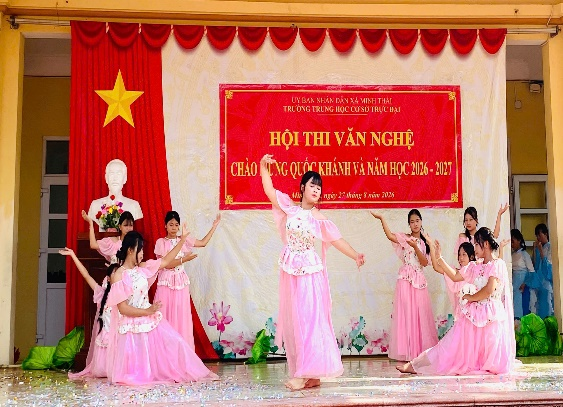 ỦY BAN NHÂN DÂN XÃ MINH THÁI
TRƯỜNG TRUNG HỌC CƠ SỞ TRỰC ĐẠI
HỘI THI VĂN NGHỆ
CHÀO MỪNG QUỐC KHÁNH VÀ NĂM HỌC 2026 - 2027
27 tháng 8 năm 2026